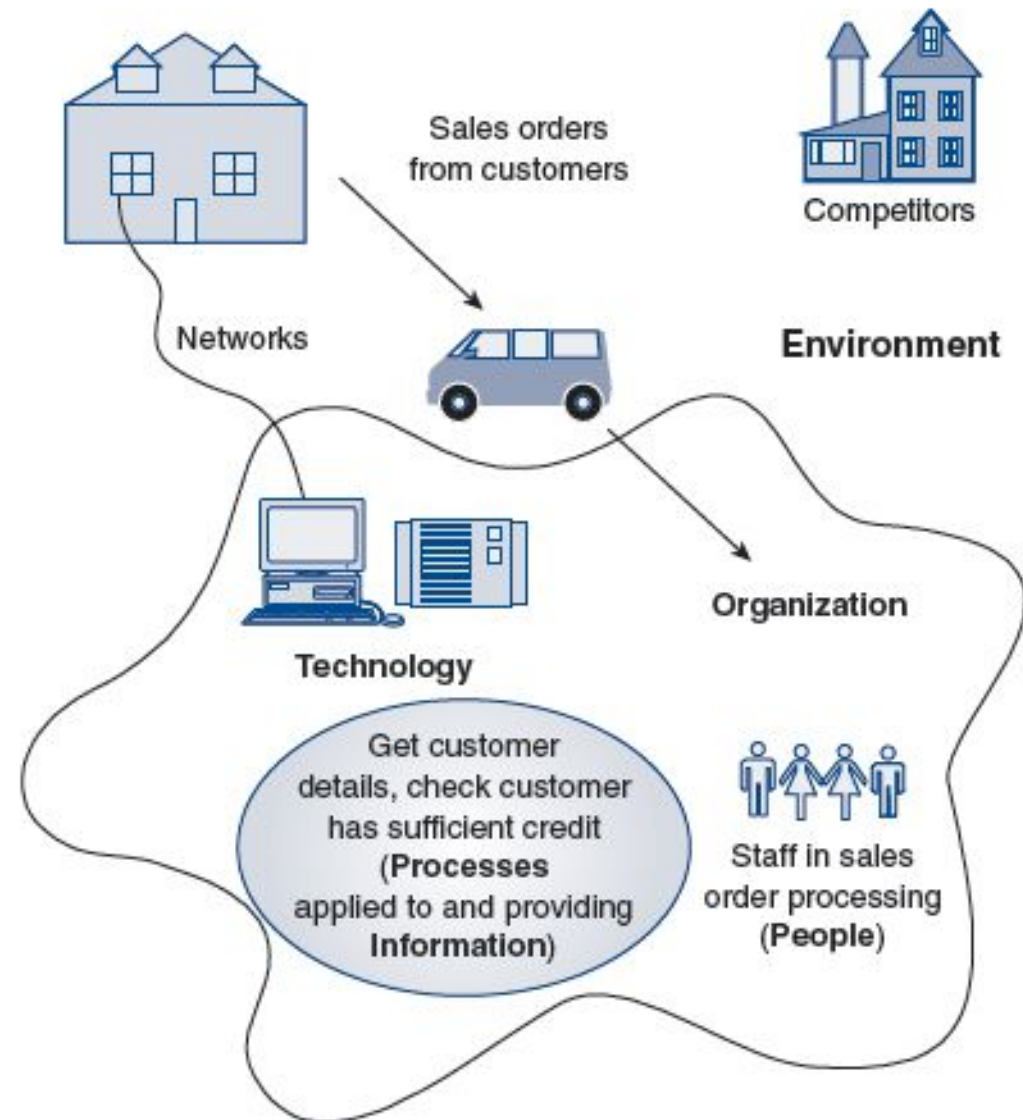 Sales orders
from customers
Competitors
Networks
Environment
Organization
Technology
Get customer
details, check customer
has sufficient credit
(Processes
applied to and providing
Information)
Staff in sales
order processing
(People)